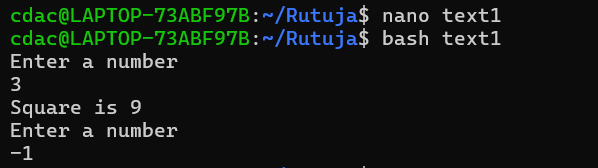 cdac@LAPTOP-73ABF97B:~/Rutuja$ nano text1
cdac@LAPTOP-73ABF97B:~/Rutuja$ bash text1
Enter a number
3
Square is 9
Enter a number
-1